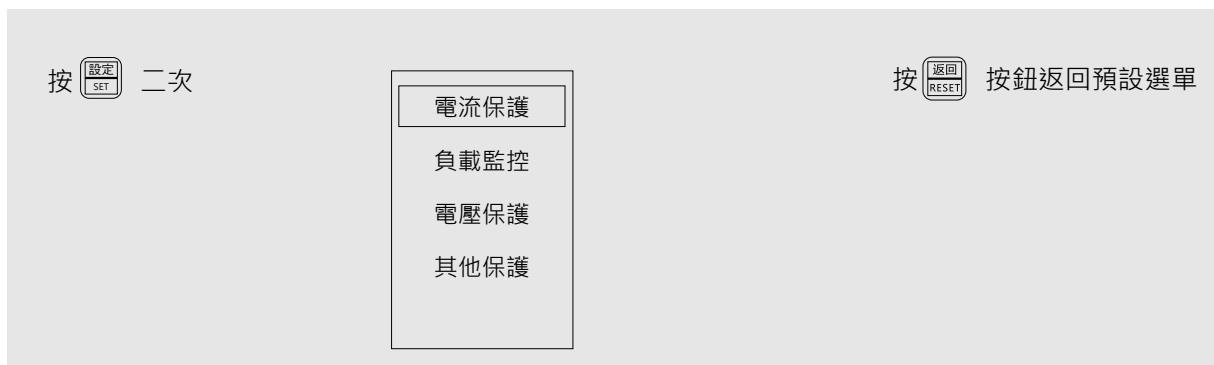 按 設定 SET 二次
電流保護
負載監控
電壓保護
其他保護
按 返回 RESET 按鈕返回預設選單